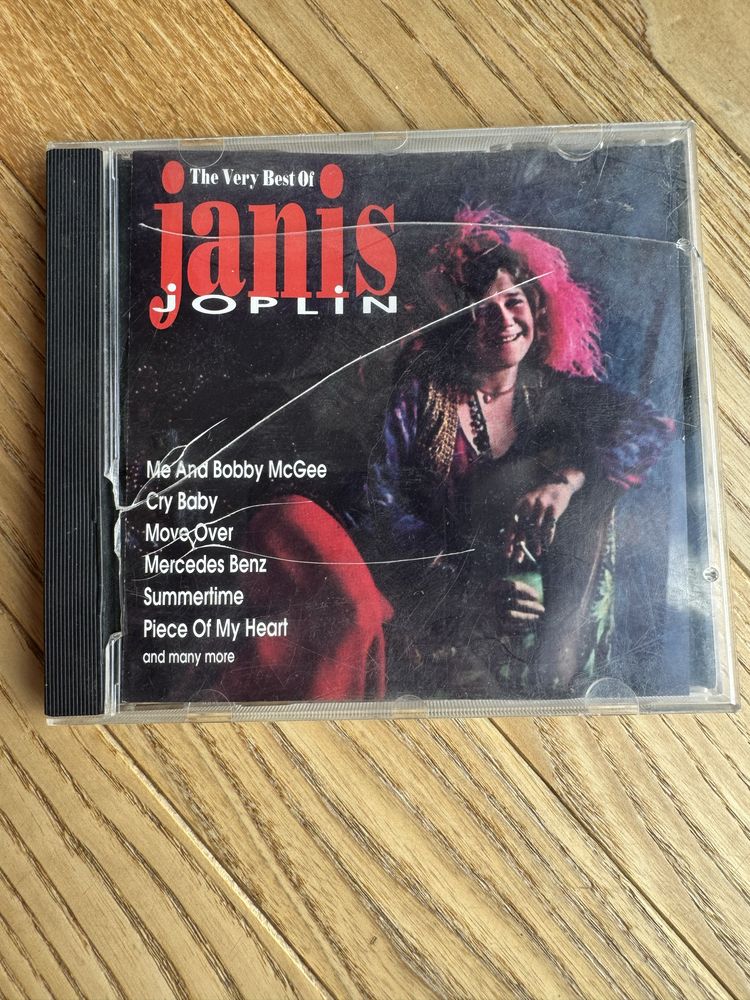 The Very Best Of
janis
jOPLiN
Me And Bobby McGee
Cry Baby
Move Over
Mercedes Benz
Summertime
Piece Of My Heart
and many more